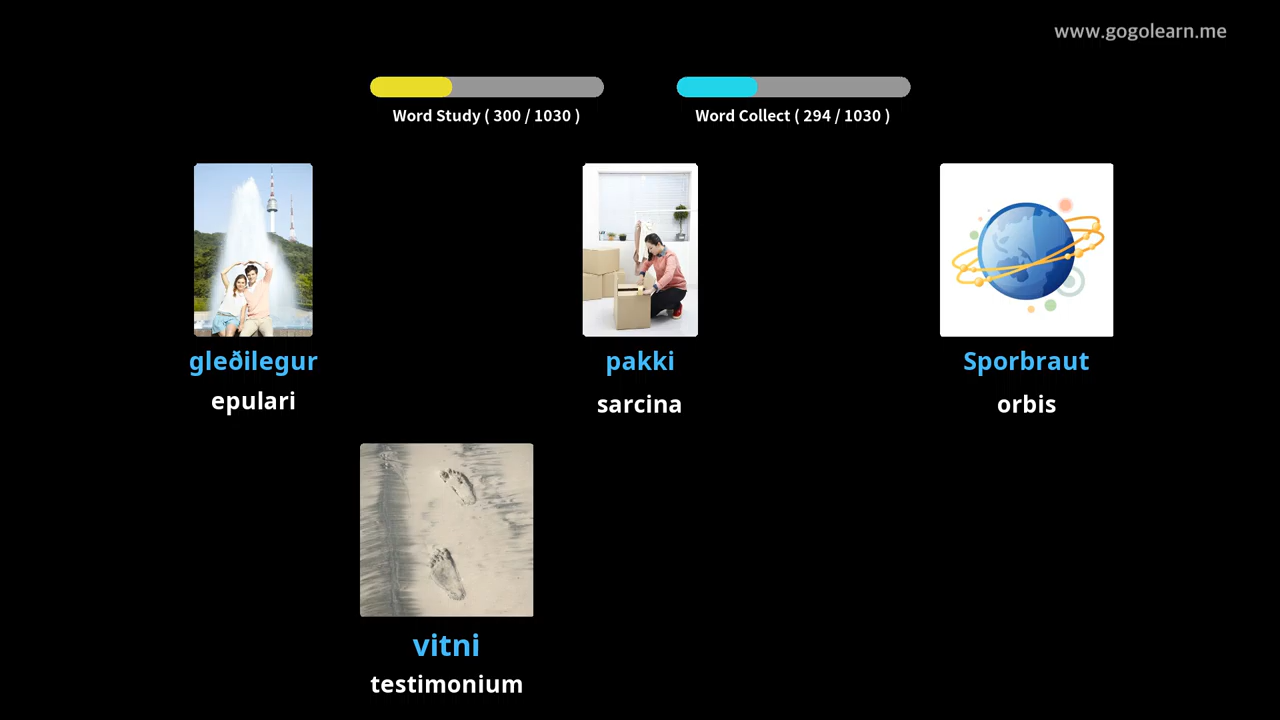 www.gogolearn.me
Word Study ( 300 / 1030 )
Word Collect ( 294 / 1030 )
gleðilegur
pakki
Sporbraut
epulari
sarcina
orbis
vitni
testimonium